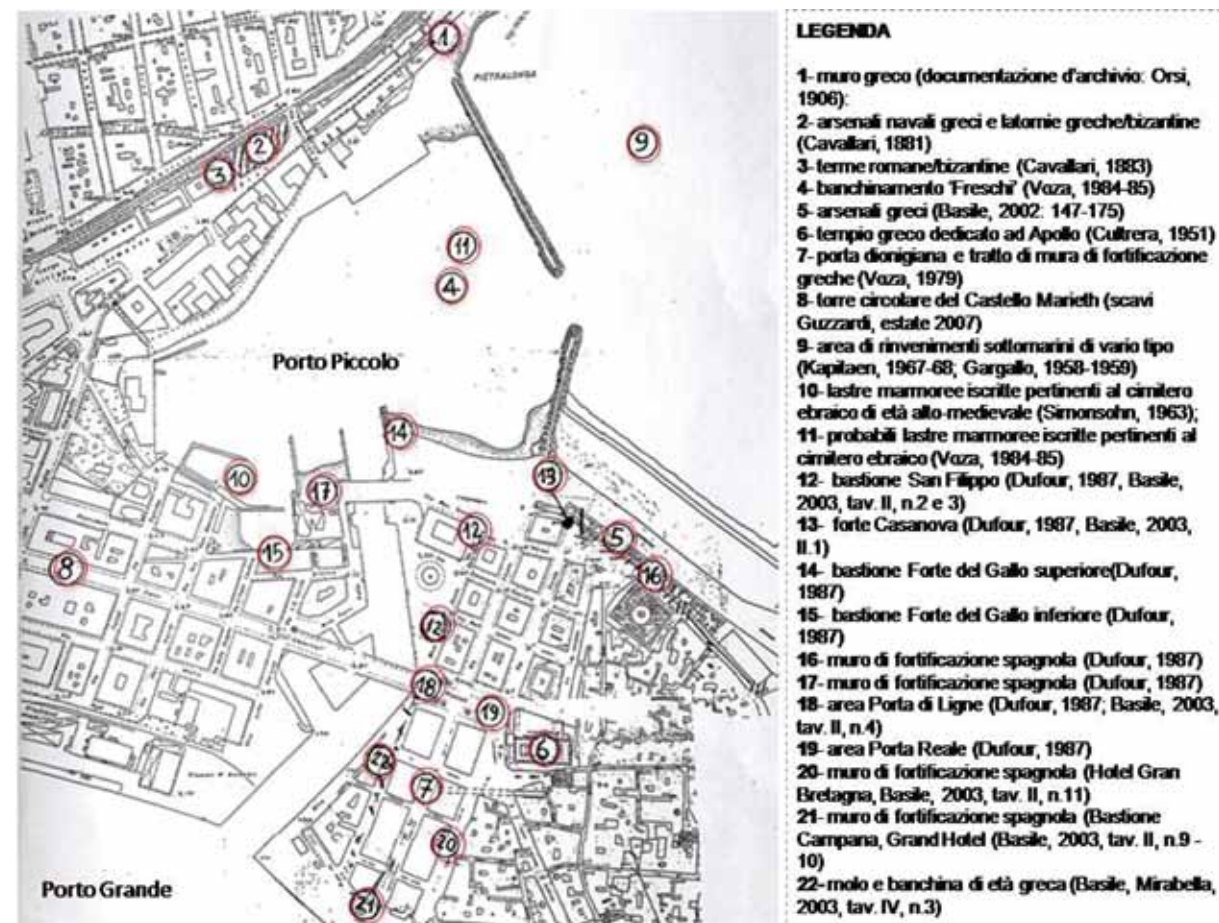 1
PIETRALONGA
2
9
3
11
4
Porto Piccolo
14
10
17
13
12
5
15
8
16
12
18
19
6
22
7
20
Porto Grande
21
LEGENDA
1- muro greco (documentazione d'archivio: Orsi,
1906):
2- arsenali navali greci e latomie greche/bizantine
(Cavallari, 1881)
3- terme romane/bizantine (Cavallari, 1883)
4- banchinamento 'Freschi' (Voza, 1984-85)
5- arsenali greci (Basile, 2002: 147-175)
6- tempio greco dedicato ad Apollo (Cultrera, 1951)
7- porta dionigiana e tratto di mura di fortificazione
greche (Voza, 1979)
8- torre circolare del Castello Marieth (scavi
Guzzardi, estate 2007)
9- area di rinvenimenti sottomarini di vario tipo
(Kapitaen, 1967-68; Gargallo, 1958-1959)
10- lastre marmoree iscritte pertinenti al cimitero
ebraico di età alto-medievale (Simonsohn, 1963);
11- probabili lastre marmoree iscritte pertinenti al
cimitero ebraico (Voza, 1984-85)
12- bastione San Filippo (Dufour, 1987, Basile,
2003, tav. II, n.2 e 3)
13- forte Casanova (Dufour, 1987, Basile, 2003,
II.1)
14- bastione Forte del Gallo superiore(Dufour,
1987)
15- bastione Forte del Gallo inferiore (Dufour,
1987)
16- muro di fortificazione spagnola (Dufour, 1987)
17- muro di fortificazione spagnola (Dufour, 1987)
18- area Porta di Ligne (Dufour, 1987; Basile, 2003,
tav. II, n.4)
19- area Porta Reale (Dufour, 1987)
20- muro di fortificazione spagnola (Hotel Gran
Bretagna, Basile, 2003, tav. II, n.11)
21- muro di fortificazione spagnola (Bastione
Campana, Grand Hotel (Basile, 2003, tav. II, n.9 -
10)
22- molo e banchina di età greca (Basile, Mirabella,
2003, tav. IV, n.3)